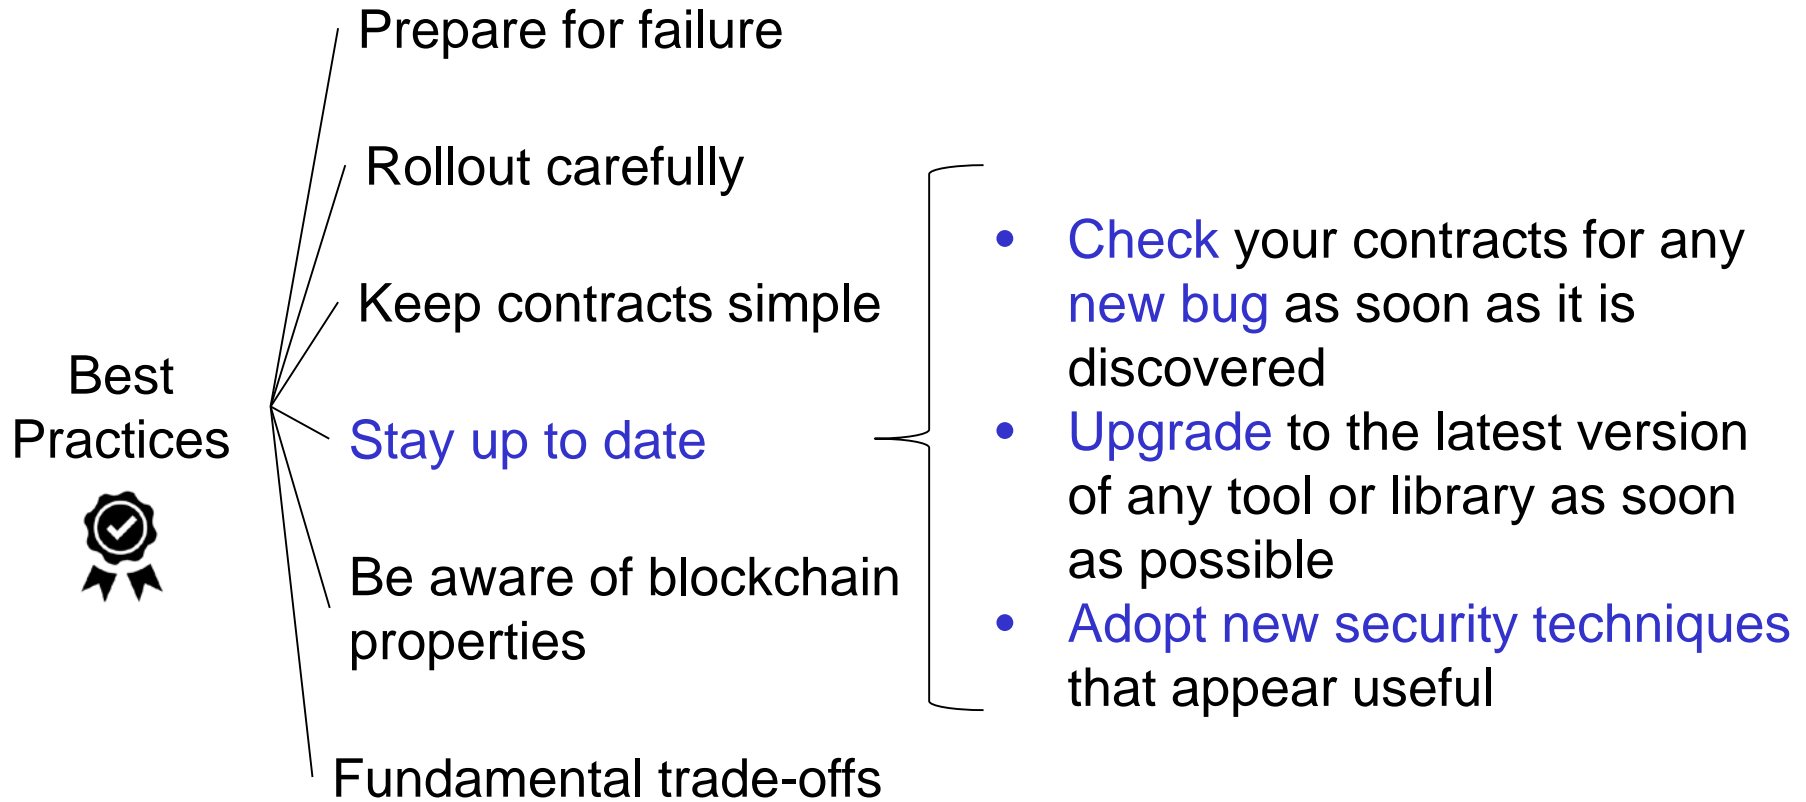 Best
Practices
Prepare for failure
Rollout carefully
Keep contracts simple
Stay up to date
Be aware of blockchain
properties
Fundamental trade-offs
• Check your contracts for any
new bug as soon as it is
discovered
• Upgrade to the latest version
of any tool or library as soon
as possible
• Adopt new security techniques
that appear useful